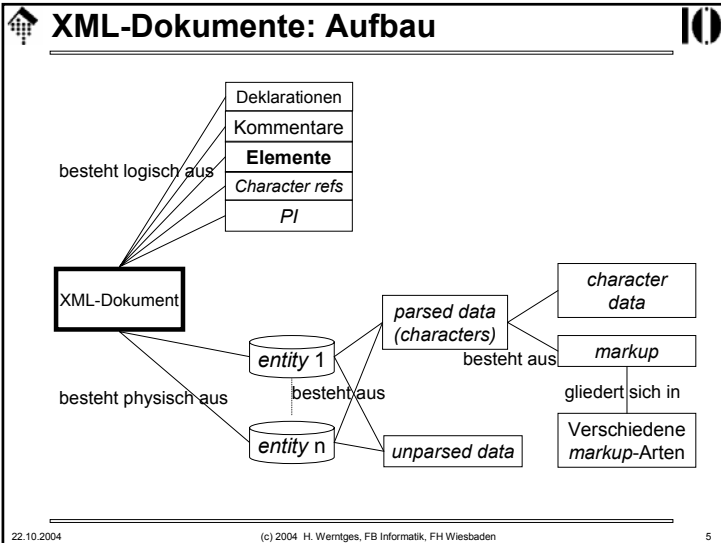 XML-Dokumente: Aufbau
Deklarationen
Kommentare
Elemente
Character refs
PI
besteht logisch aus
XML-Dokument
besteht physisch aus
entity 1
entity n
besteht aus
parsed data
(characters)
unparsed data
besteht aus
character
data
markup
gliedert sich in
Verschiedene
markup-Arten
22.10.2004
(c) 2004 H. Werntges, FB Informatik, FH Wiesbaden
5